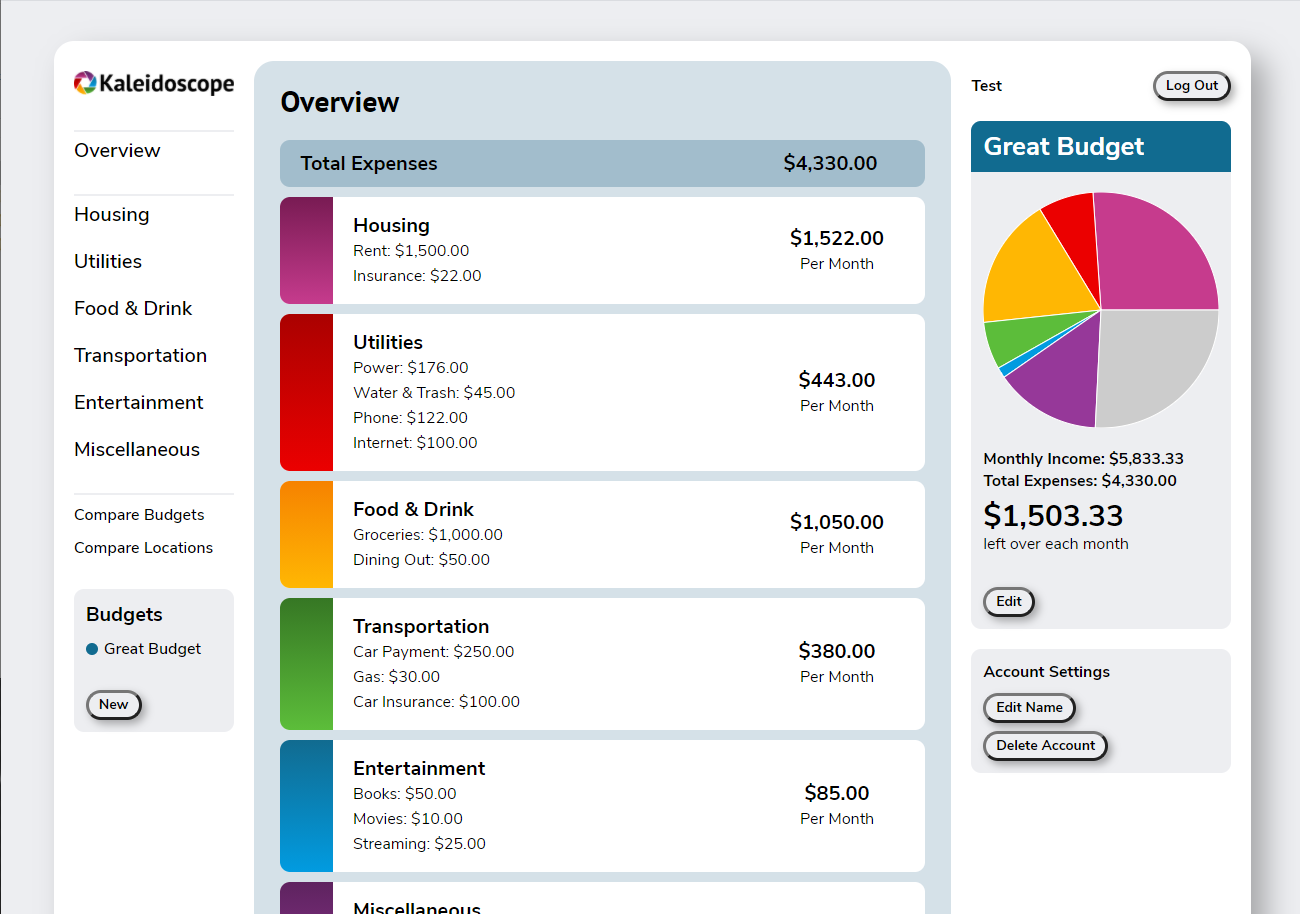 Kaleidoscope
Overview
Housing
Utilities
Food & Drink
Transportation
Entertainment
Miscellaneous
Compare Budgets
Compare Locations
Budgets
Great Budget
New
Overview
Total Expenses $4,330.00
Housing
Rent: $1,500.00
Insurance: $22.00
$1,522.00
Per Month
Utilities
Power: $176.00
Water & Trash: $45.00
Phone: $122.00
Internet: $100.00
$443.00
Per Month
Food & Drink
Groceries: $1,000.00
Dining Out: $50.00
$1,050.00
Per Month
Transportation
Car Payment: $250.00
Gas: $30.00
Car Insurance: $100.00
$380.00
Per Month
Entertainment
Books: $50.00
Movies: $10.00
Streaming: $25.00
$85.00
Per Month
Miscellaneous
Test
Log Out
Great Budget
Monthly Income: $5,833.33
Total Expenses: $4,330.00
$1,503.33
left over each month
Edit
Account Settings
Edit Name
Delete Account